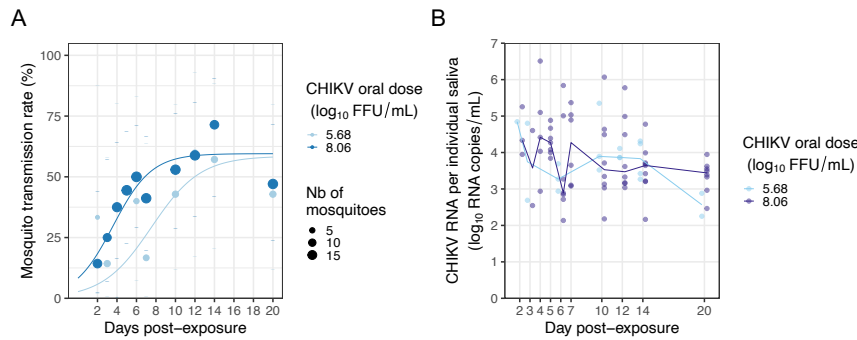 A
B
Mosquito transmission rate (%)
100
75
50
25
0
2 4 6 8 10 12 14 16 18 20
Days post−exposure
CHIKV oral dose
(log10 FFU/mL)
5.68
8.06
Nb of
mosquitoes
5
10
15
CHIKV RNA per individual saliva
(log10 RNA copies/mL)
7
6
5
4
3
2
1
0
2 3 4 5 6 7 10 12 14 20
Day post−exposure
CHIKV oral dose
(log10 FFU/mL)
5.68
8.06